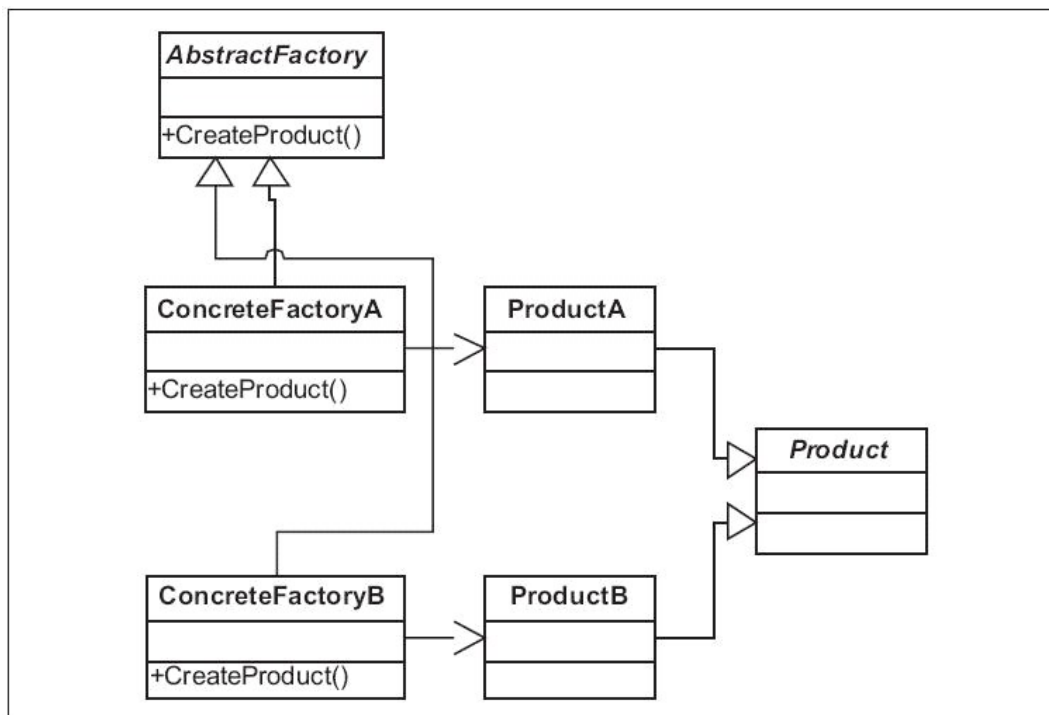 AbstractFactory
+CreateProduct()
ConcreteFactoryA
+CreateProduct()
ProductA
Product
ConcreteFactoryB
+CreateProduct()
ProductB